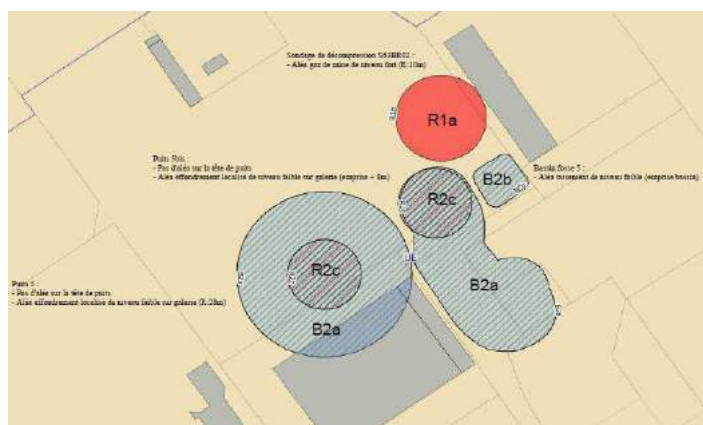 Sondage de décompression S53BR02 :
- Aléa gaz de mine de niveau fort (R:10m)
R1a
Puits 5bis :
- Pas d'aléa sur la tête de puits
- Aléa effondrement localisé de niveau faible sur galerie (emprise + 8m)
R2c
B2b
Bassin fosse 5 :
- Aléa tassement de niveau faible (emprise bassin)
R2c
UE
B2a
Puits 5 :
- Pas d'aléa sur la tête de puits
- Aléa effondrement localisé de niveau faible sur galerie (R:28m)
B2a